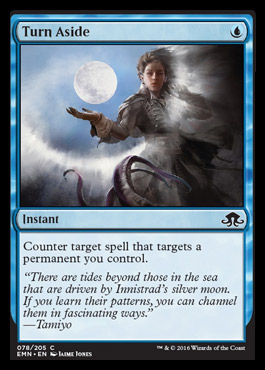 Turn Aside
Instant
Counter target spell that targets a
permanent you control.
“There are tides beyond those in the sea
that are driven by Innistrad’s silver moon.
If you learn their patterns, you can channel
them in fascinating ways.”
—Tamiyo
078/205 C
EMN • EN Jaime Jones
™ & © 2016 Wizards of the Coast